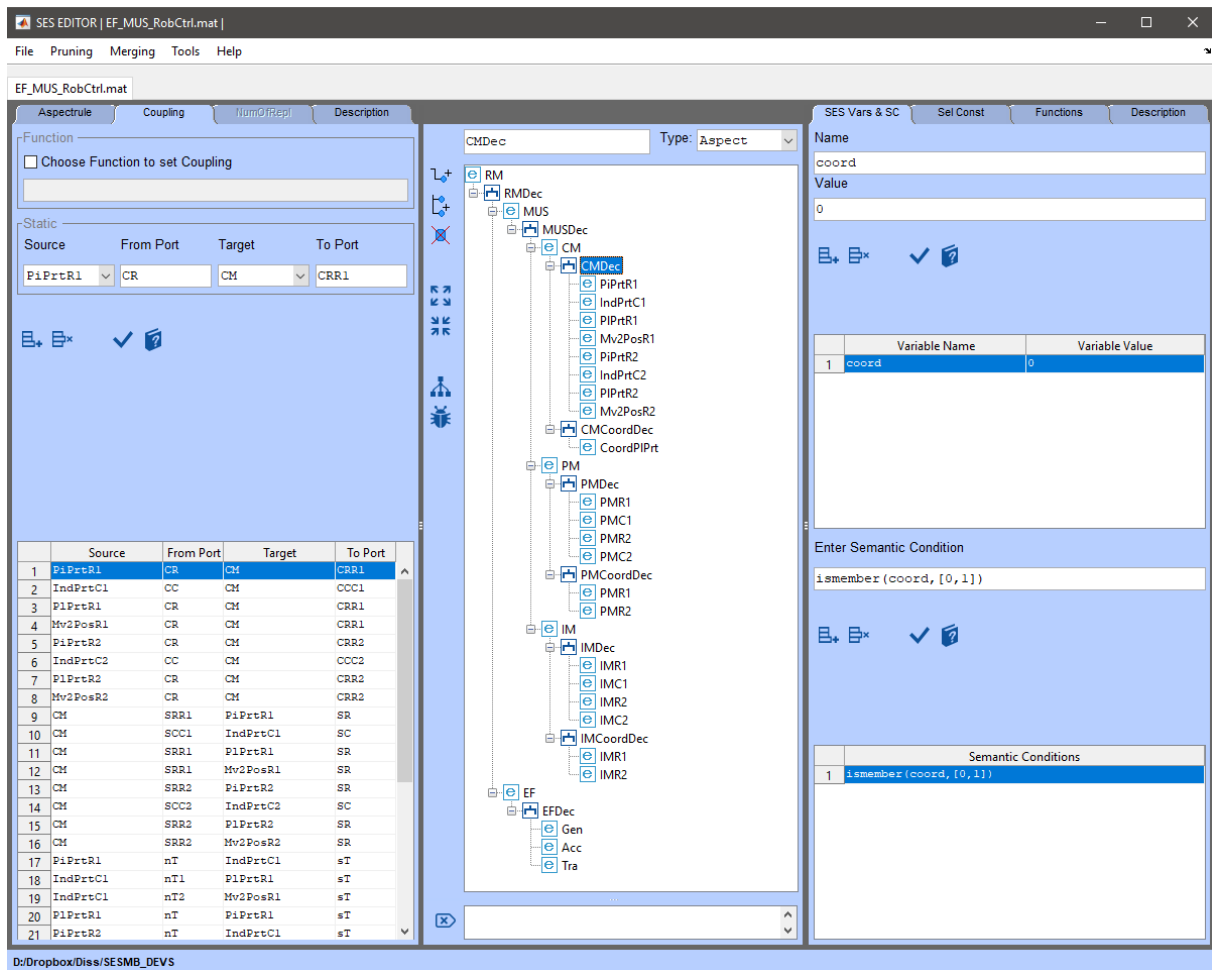 SES EDITOR | EF_MUS_RobCtrl.mat |
File Pruning Merging Tools Help
EF_MUS_RobCtrl.mat
Aspectrule Coupling NumOfRepl Description
Function
Choose Function to set Coupling
Static
Source From Port Target To Port
PiPrtR1 CR CM CRR1
Source From Port Target To Port
1 PiPrtR1 CR CM CRR1
2 IndPrtC1 CC CM CCC1
3 PlPrtR1 CR CM CRR1
4 Mv2PosR1 CR CM CRR1
5 PiPrtR2 CR CM CRR2
6 IndPrtC2 CC CM CCC2
7 PlPrtR2 CR CM CRR2
8 Mv2PosR2 CR CM CRR2
9 CM SRR1 PiPrtR1 SR
10 CM SCC1 IndPrtC1 SC
11 CM SRR1 PlPrtR1 SR
12 CM SRR1 Mv2PosR1 SR
13 CM SRR2 PiPrtR2 SR
14 CM SCC2 IndPrtC2 SC
15 CM SRR2 PlPrtR2 SR
16 CM SRR2 Mv2PosR2 SR
17 PiPrtR1 nT IndPrtC1 sT
18 IndPrtC1 nT1 PlPrtR1 sT
19 IndPrtC1 nT2 Mv2PosR1 sT
20 PlPrtR1 nT PiPrtR1 sT
21 PiPrtR2 nT IndPrtC1 sT
CMDec Type: Aspect
RM
RMDec
MUS
MUSDec
CM
CMDec
PiPrtR1
IndPrtC1
PlPrtR1
Mv2PosR1
PiPrtR2
IndPrtC2
PlPrtR2
Mv2PosR2
CMCoordDec
CoordPlPrt
PM
PMDec
PMR1
PMC1
PMR2
PMC2
PMCoordDec
PMR1
PMR2
IM
IMDec
IMR1
IMC1
IMR2
IMC2
IMCoordDec
IMR1
IMR2
EF
EFDec
Gen
Acc
Tra
SES Vars & SC Sel Const Functions Description
Name
coord
Value
0
Variable Name Variable Value
1 coord 0
Enter Semantic Condition
ismember(coord,[0,1])
Semantic Conditions
1 ismember(coord,[0,1])
D:/Dropbox/Diss/SESMB_DEVS